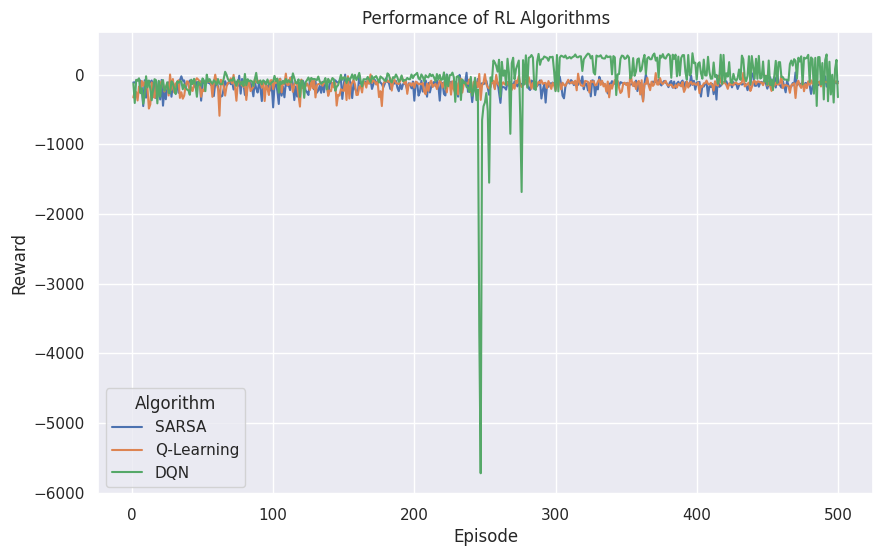 Performance of RL Algorithms
Reward
0
−1000
−2000
−3000
−4000
−5000
−6000
Algorithm
SARSA
Q-Learning
DQN
0 100 200 300 400 500
Episode